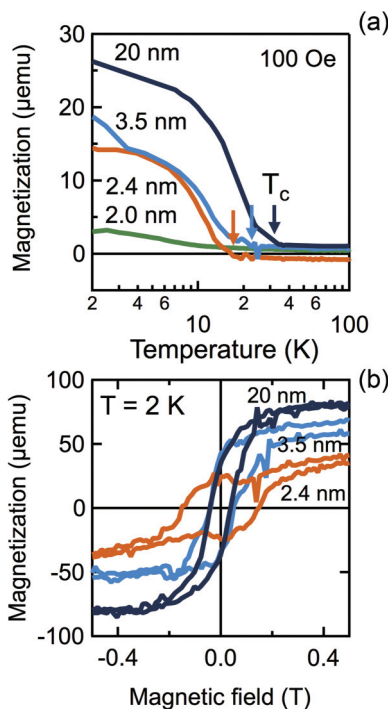 (a)
30
20 nm
100 Oe
20
3.5 nm
Magnetization (μemu)
10
2.4 nm
Tc
2.0 nm
0
2 4 6 10 2 4 6 100
Temperature (K)
(b)
100
T = 2 K
20 nm
50
3.5 nm
Magnetization (μemu)
0
2.4 nm
-50
-100
-0.4 0.0 0.4
Magnetic field (T)